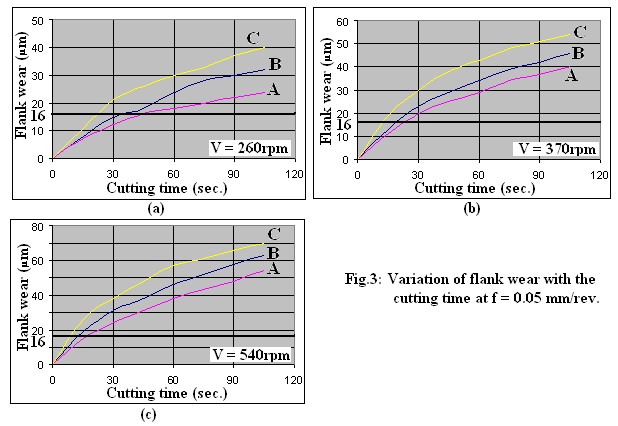 Flank wear (μm)
50
40
30
20
16
10
0
C
B
A
V = 260rpm
0 30 60 90 120
Cutting time (sec.)
(a)
Flank wear (μm)
60
50
40
30
20
16
10
0
C
B
A
V = 370rpm
0 30 60 90 120
Cutting time (sec.)
(b)
Flank wear (μm)
80
60
40
20
16
0
C
B
A
V = 540rpm
0 30 60 90 120
Cutting time (sec.)
(c)
Fig.3: Variation of flank wear with the
cutting time at f = 0.05 mm/rev.